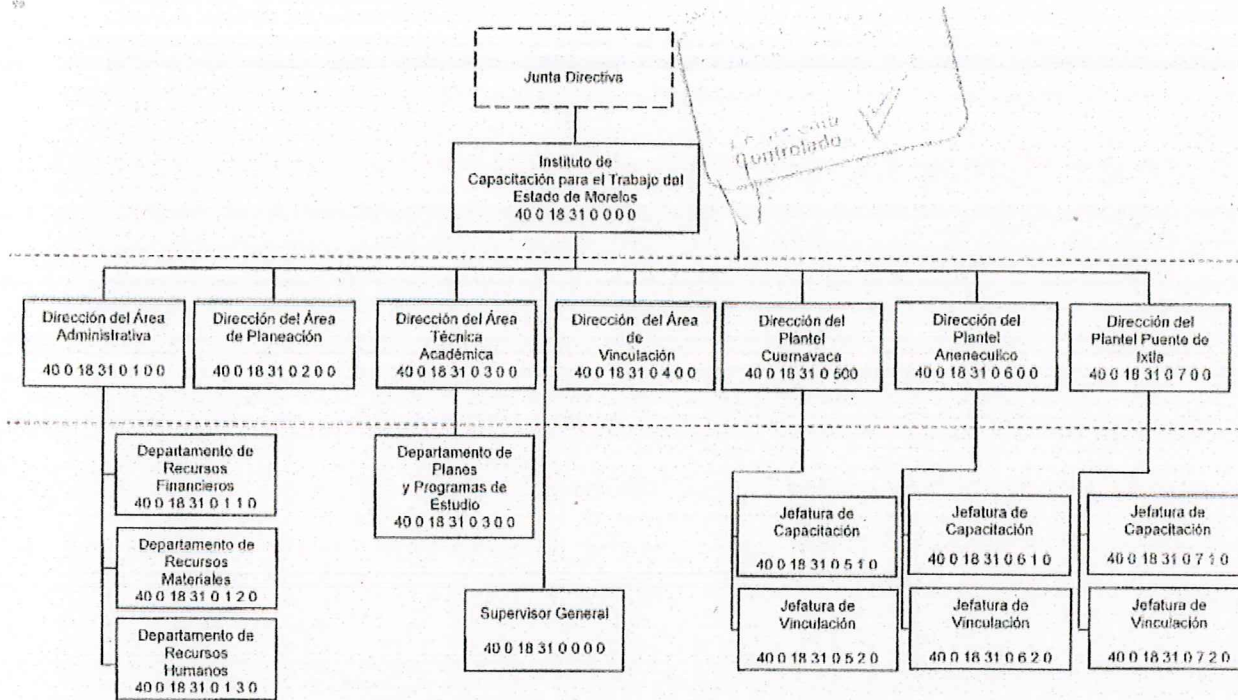 Junta Directiva
Controlado
Instituto de
Capacitación para el Trabajo del
Estado de Morelos
40 0 18 31 0 0 0 0
Dirección del Área
Administrativa
40 0 18 31 0 1 0 0
Dirección del Área
de Planeación
40 0 18 31 0 2 0 0
Dirección del Área
Técnica
Académica
40 0 18 31 0 3 0 0
Dirección del Área
de
Vinculación
40 0 18 31 0 4 0 0
Dirección del
Plantel
Cuernavaca
40 0 18 31 0 500
Dirección del
Plantel
Aneneculico
40 0 18 31 0 6 0 0
Dirección del
Plantel Puente de
Ixtla
40 0 18 31 0 7 0 0
Departamento de
Recursos
Financieros
40 0 18 31 0 1 1 0
Departamento de
Recursos
Materiales
40 0 18 31 0 1 2 0
Departamento de
Recursos
Humanos
40 0 18 31 0 1 3 0
Departamento de
Planes
y Programas de
Estudio
40 0 18 31 0 3 0 0
Supervisor General
40 0 18 31 0 0 0 0
Jefatura de
Capacitación
40 0 18 31 0 5 1 0
Jefatura de
Vinculación
40 0 18 31 0 5 2 0
Jefatura de
Capacitación
40 0 18 31 0 6 1 0
Jefatura de
Vinculación
40 0 18 31 0 6 2 0
Jefatura de
Capacitación
40 0 18 31 0 7 1 0
Jefatura de
Vinculación
40 0 18 31 0 7 2 0